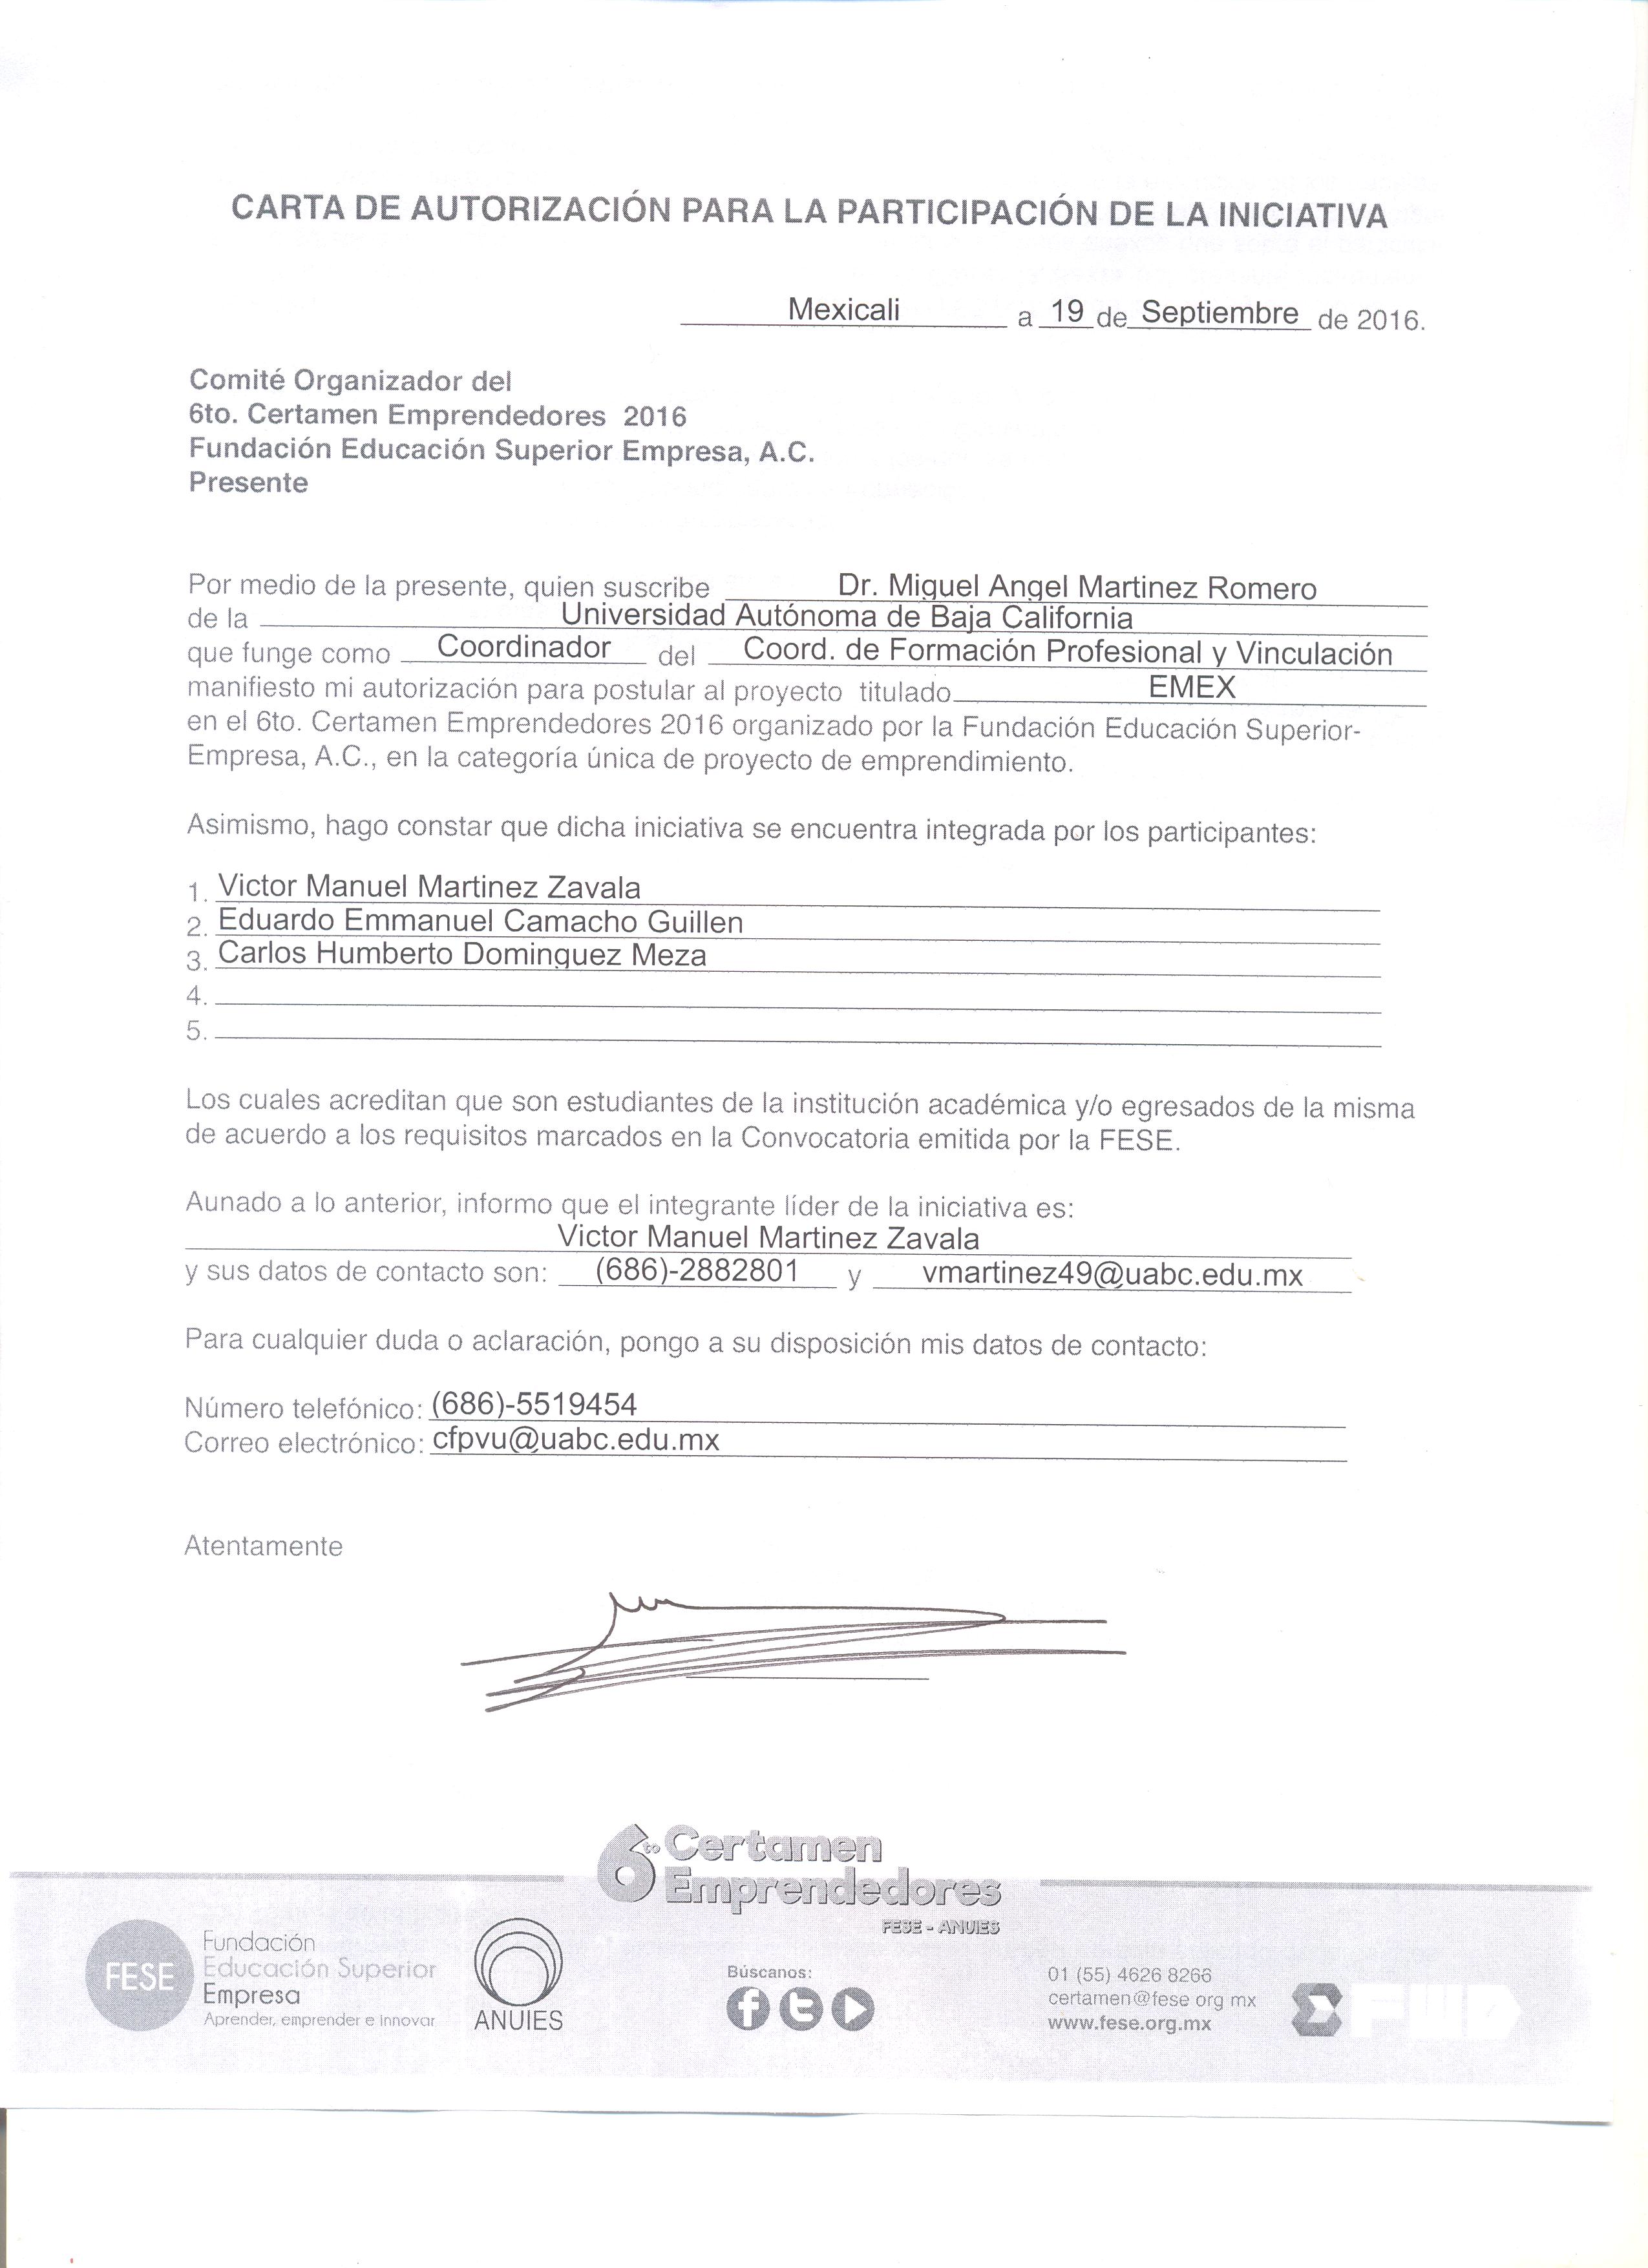 CARTA DE AUTORIZACIÓN PARA LA PARTICIPACIÓN DE LA INICIATIVA
Mexicali a 19 de Septiembre de 2016.
Comité Organizador del
6to. Certamen Emprendedores 2016
Fundación Educación Superior Empresa, A.C.
Presente
Por medio de la presente, quien suscribe Dr. Miguel Angel Martinez Romero
de la Universidad Autónoma de Baja California
que funge como Coordinador del Coord. de Formación Profesional y Vinculación
manifiesto mi autorización para postular al proyecto titulado EMEX
en el 6to. Certamen Emprendedores 2016 organizado por la Fundación Educación Superior-
Empresa, A.C., en la categoría única de proyecto de emprendimiento.
Asimismo, hago constar que dicha iniciativa se encuentra integrada por los participantes:
1. Victor Manuel Martinez Zavala
2. Eduardo Emmanuel Camacho Guillen
3. Carlos Humberto Dominguez Meza
4.
5.
Los cuales acreditan que son estudiantes de la institución académica y/o egresados de la misma
de acuerdo a los requisitos marcados en la Convocatoria emitida por la FESE.
Aunado a lo anterior, informo que el integrante líder de la iniciativa es:
Victor Manuel Martinez Zavala
y sus datos de contacto son: (686)-2882801 y vmartinez49@uabc.edu.mx
Para cualquier duda o aclaración, pongo a su disposición mis datos de contacto:
Número telefónico: (686)-5519454
Correo electrónico: cfpvu@uabc.edu.mx
Atentamente
6to Certamen
Emprendedores
FESE - ANUIES
FESE
Fundación
Educación Superior
Empresa
Aprender, emprender e innovar
ANUIES
Búscanos:
01 (55) 4626 8266
certamen@fese org mx
www.fese.org.mx
FWD